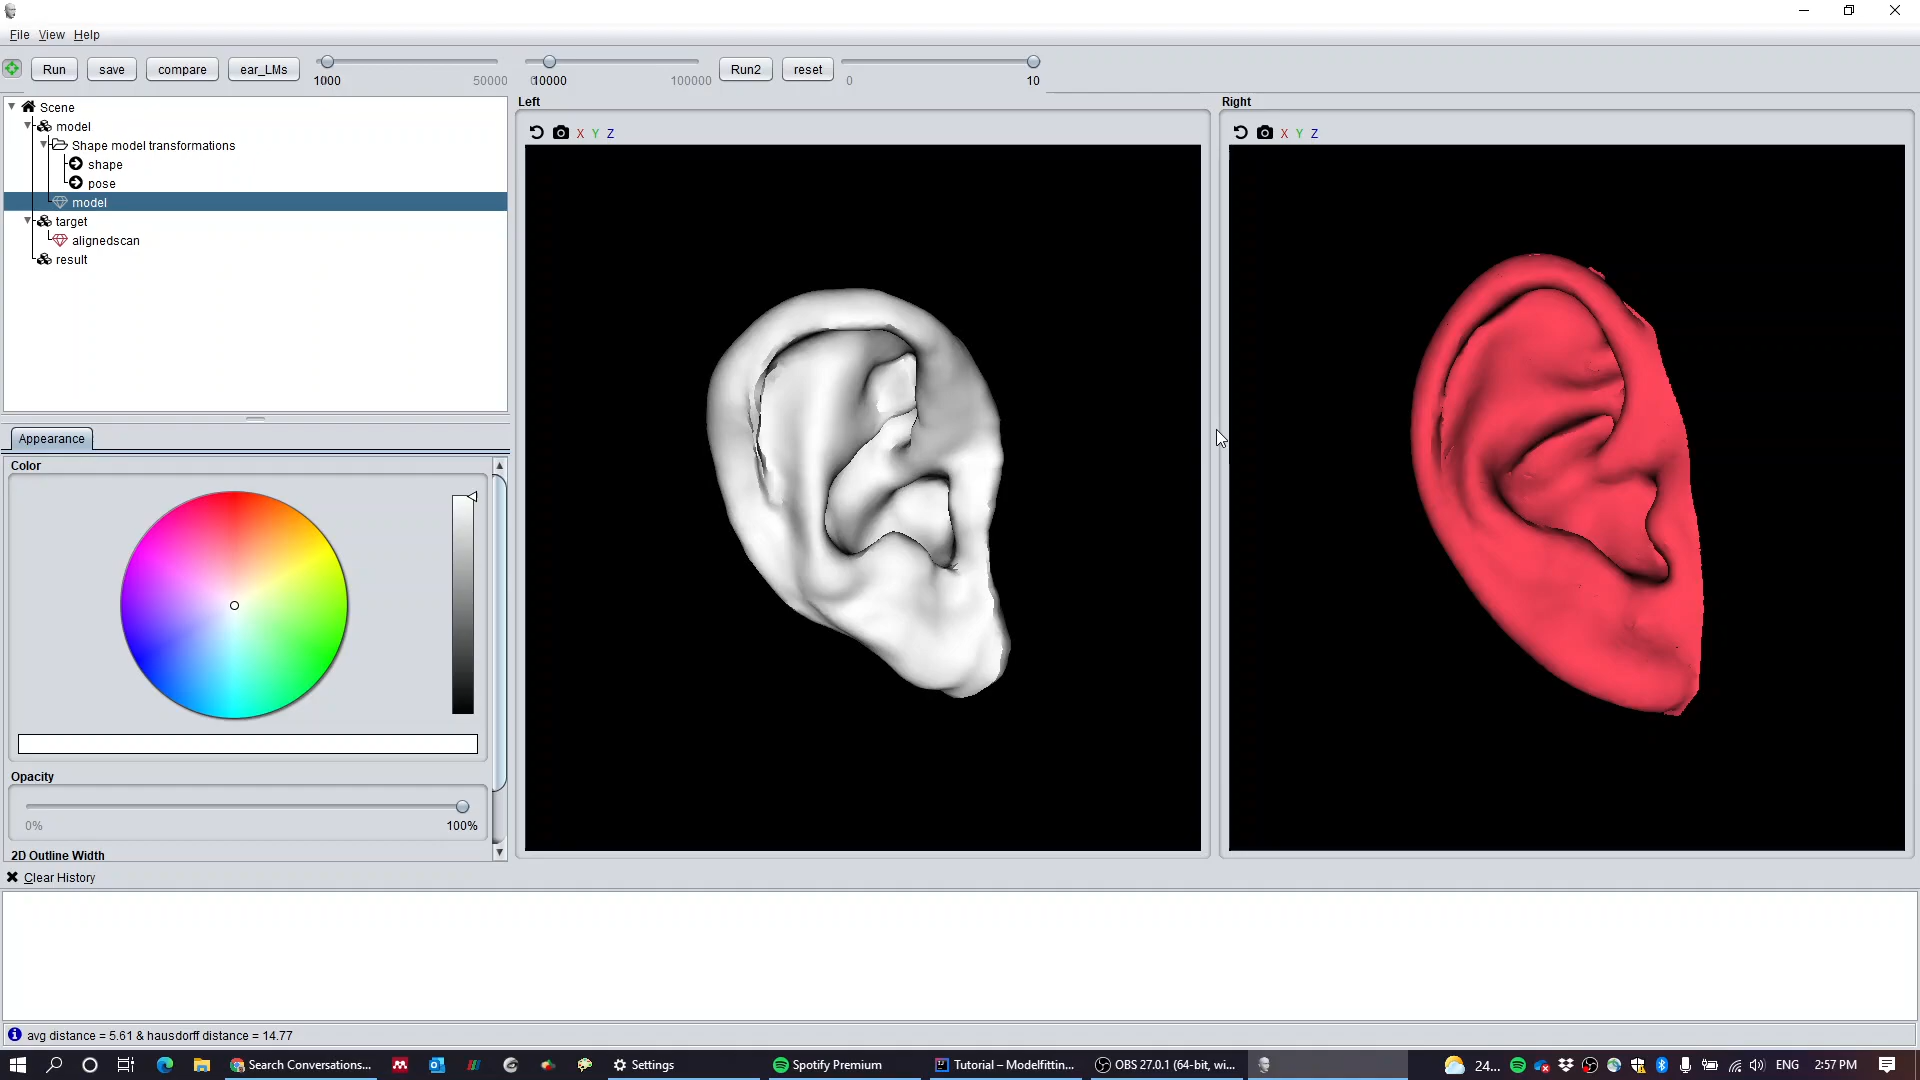 File View Help
Run save compare ear_LMs 1000 50000 10000 100000 Run2 reset 0 10
Scene
model
Shape model transformations
shape
pose
model
target
alignedscan
result
Left
X Y Z
Right
X Y Z
Appearance
Color
Opacity
0% 100%
2D Outline Width
Clear History
avg distance = 5.61 & hausdorff distance = 14.77
Search Conversations... Settings Spotify Premium Tutorial – Modelfittin... OBS 27.0.1 (64-bit, wi... 24... ENG 2:57 PM